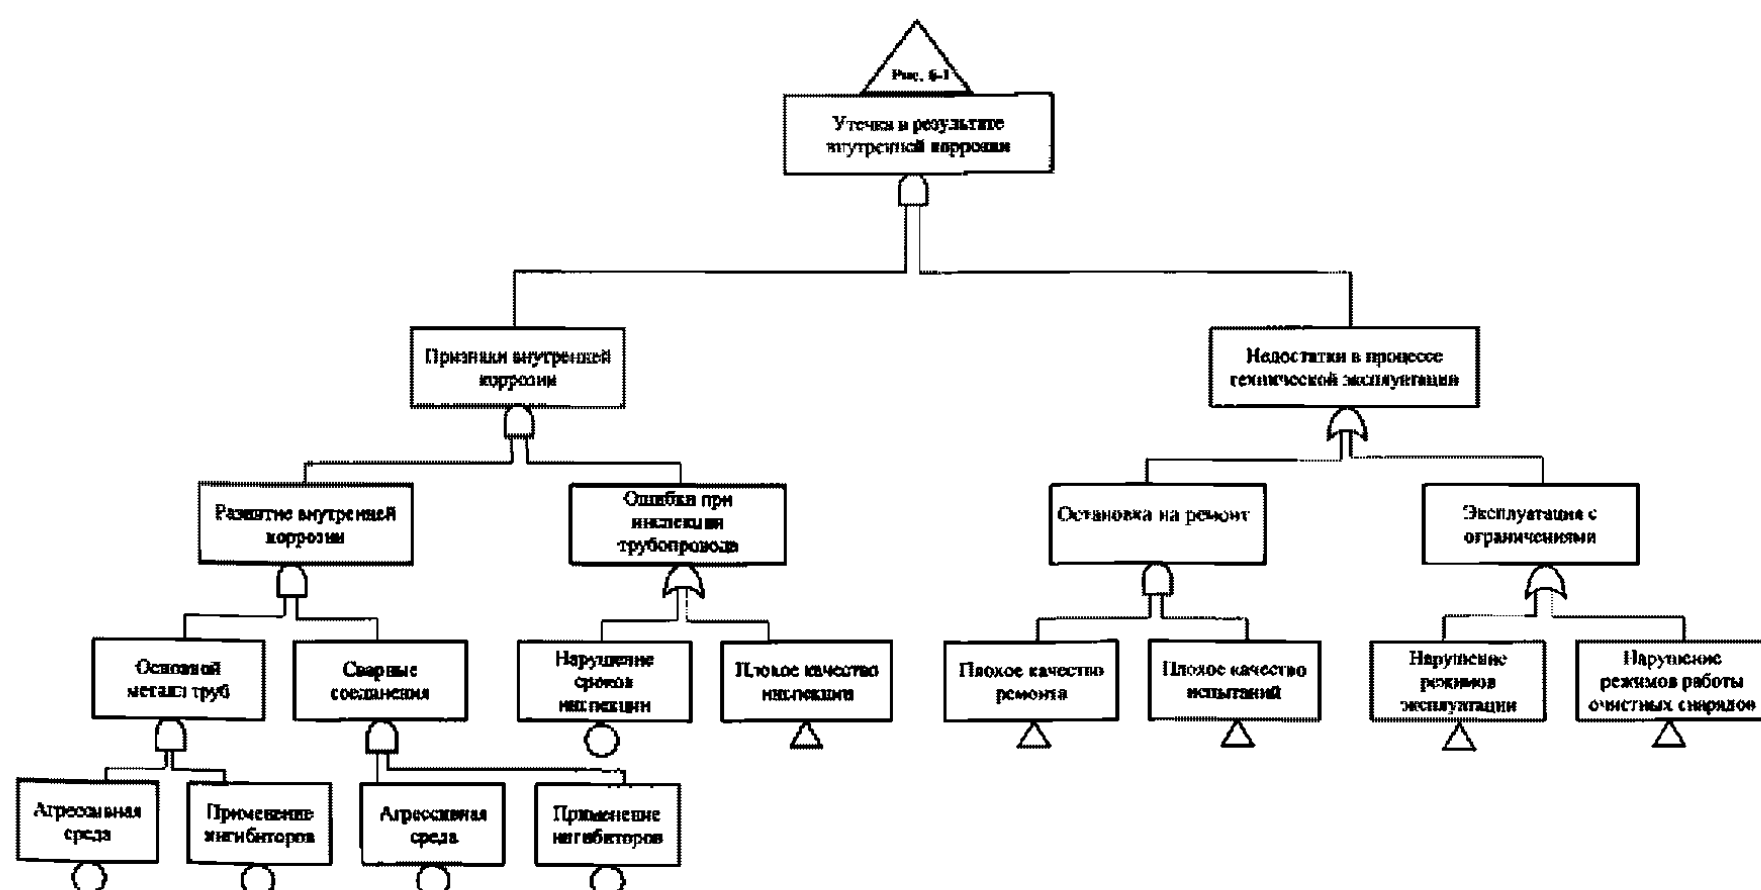 Рис. 6-1
Утечка в результате
внутренней коррозии
Признаки внутренней
коррозии
Недостатки в процессе
технической эксплуатации
Развитие внутренней
коррозии
Ошибки при
инспекции
трубопровода
Остановка на ремонт
Эксплуатация с
ограничениями
Основной
металл труб
Сварные
соединения
Нарушение
сроков
инспекции
Плохое качество
инспекции
Плохое качество
ремонта
Плохое качество
испытаний
Нарушение
режимов
эксплуатации
Нарушение
режимов работы
очистных снарядов
Агрессивная
среда
Применение
ингибиторов
Агрессивная
среда
Применение
ингибиторов